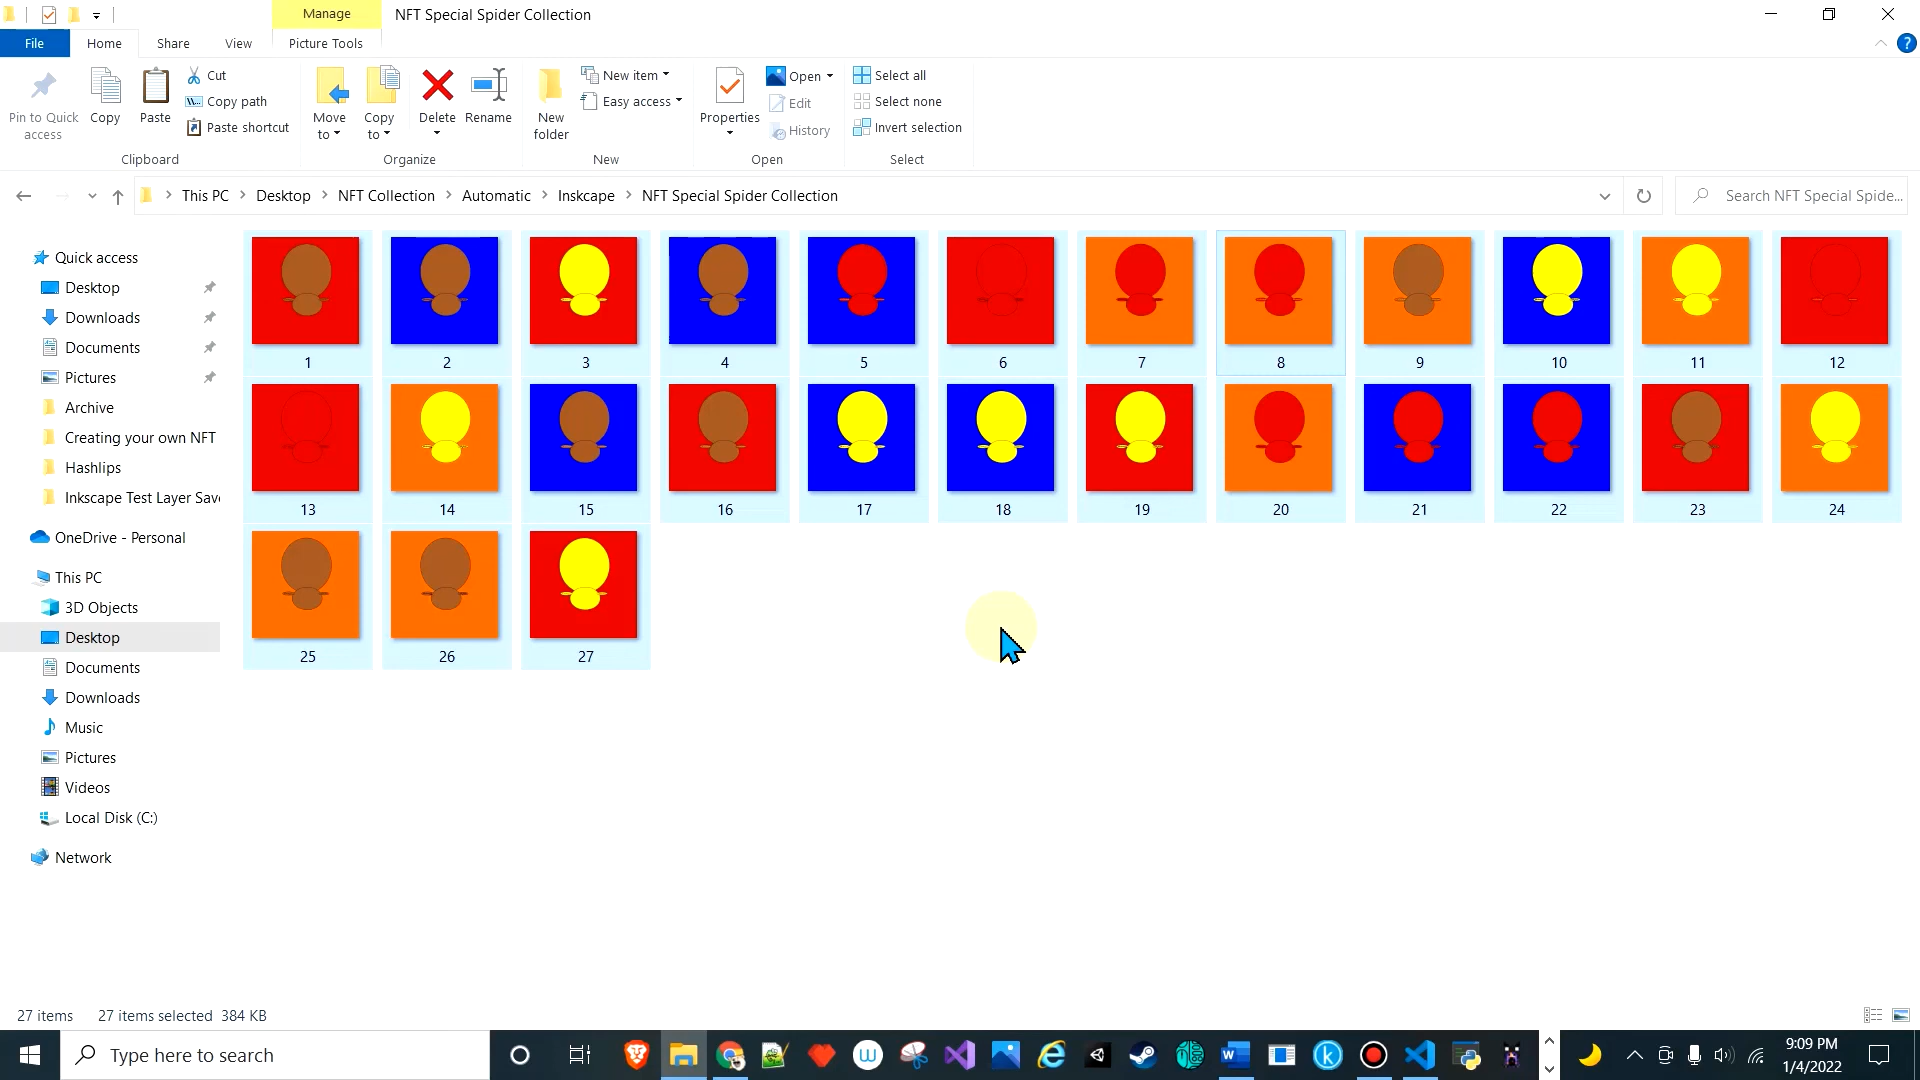 Manage
NFT Special Spider Collection
File
Home
Share
View
Picture Tools
Pin to Quick access
Copy
Paste
Cut
Copy path
Paste shortcut
Clipboard
Move to
Copy to
Delete
Rename
Organize
New folder
New item
Easy access
New
Properties
Open
Edit
History
Open
Select all
Select none
Invert selection
Select
This PC > Desktop > NFT Collection > Automatic > Inskcape > NFT Special Spider Collection
Search NFT Special Spide...
Quick access
Desktop
Downloads
Documents
Pictures
Archive
Creating your own NFT
Hashlips
Inkscape Test Layer Save
OneDrive - Personal
This PC
3D Objects
Desktop
Documents
Downloads
Music
Pictures
Videos
Local Disk (C:)
Network
1 2 3 4 5 6 7 8 9 10 11 12
13 14 15 16 17 18 19 20 21 22 23 24
25 26 27
27 items 27 items selected 384 KB
Type here to search
9:09 PM
1/4/2022